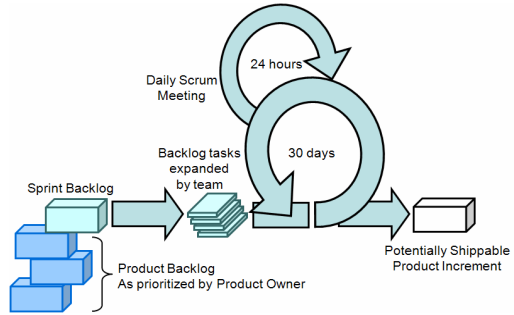 24 hours
Daily Scrum
Meeting
Backlog tasks
expanded
by team
30 days
Sprint Backlog
Potentially Shippable
Product Increment
Product Backlog
As prioritized by Product Owner